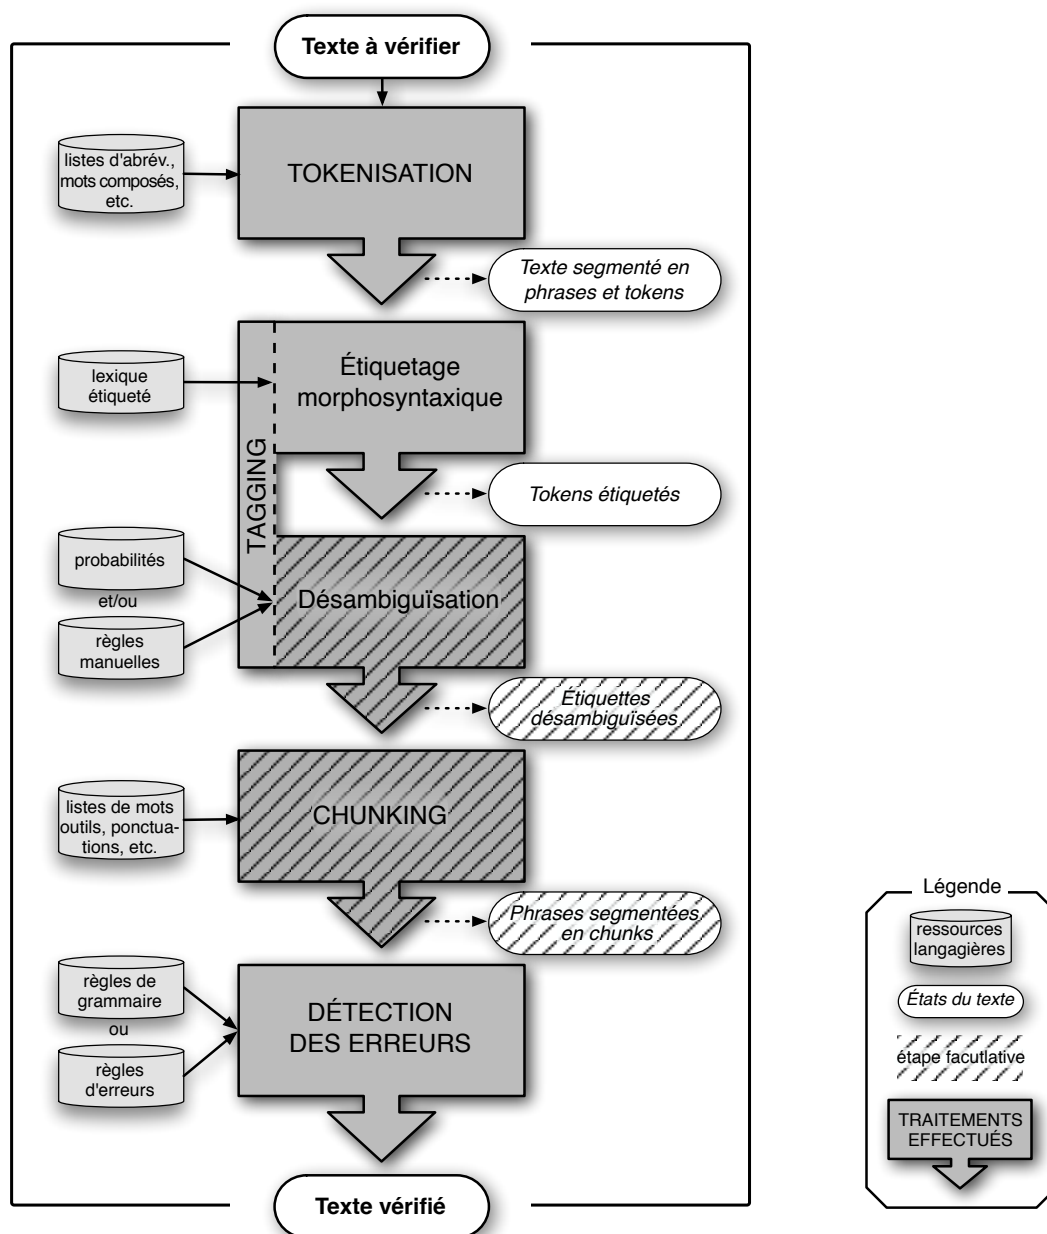 Texte à vérifier
listes d'abrév.,
mots composés,
etc.
TOKENISATION
Texte segmenté en
phrases et tokens
lexique
étiqueté
Étiquetage
morphosyntaxique
TAGGING
Tokens étiquetés
probabilités
et/ou
règles
manuelles
Désambiguïsation
Étiquettes
désambiguïsées
listes de mots
outils, ponctua-
tions, etc.
CHUNKING
Phrases segmentées
en chunks
règles de
grammaire
ou
règles
d'erreurs
DÉTECTION
DES ERREURS
Texte vérifié
Légende
ressources
langagières
États du texte
étape facutlative
TRAITEMENTS
EFFECTUÉS